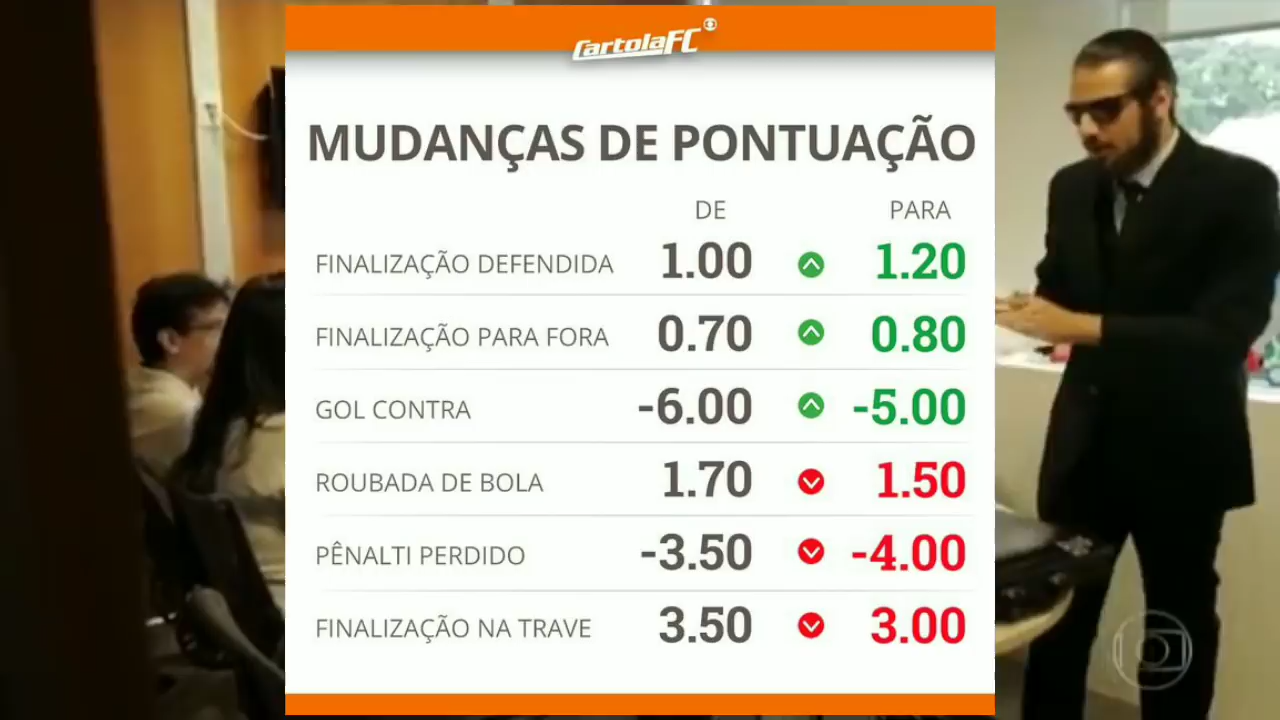 CartolaFC
MUDANÇAS DE PONTUAÇÃO
DE PARA
FINALIZAÇÃO DEFENDIDA 1.00 1.20
FINALIZAÇÃO PARA FORA 0.70 0.80
GOL CONTRA -6.00 -5.00
ROUBADA DE BOLA 1.70 1.50
PÊNALTI PERDIDO -3.50 -4.00
FINALIZAÇÃO NA TRAVE 3.50 3.00